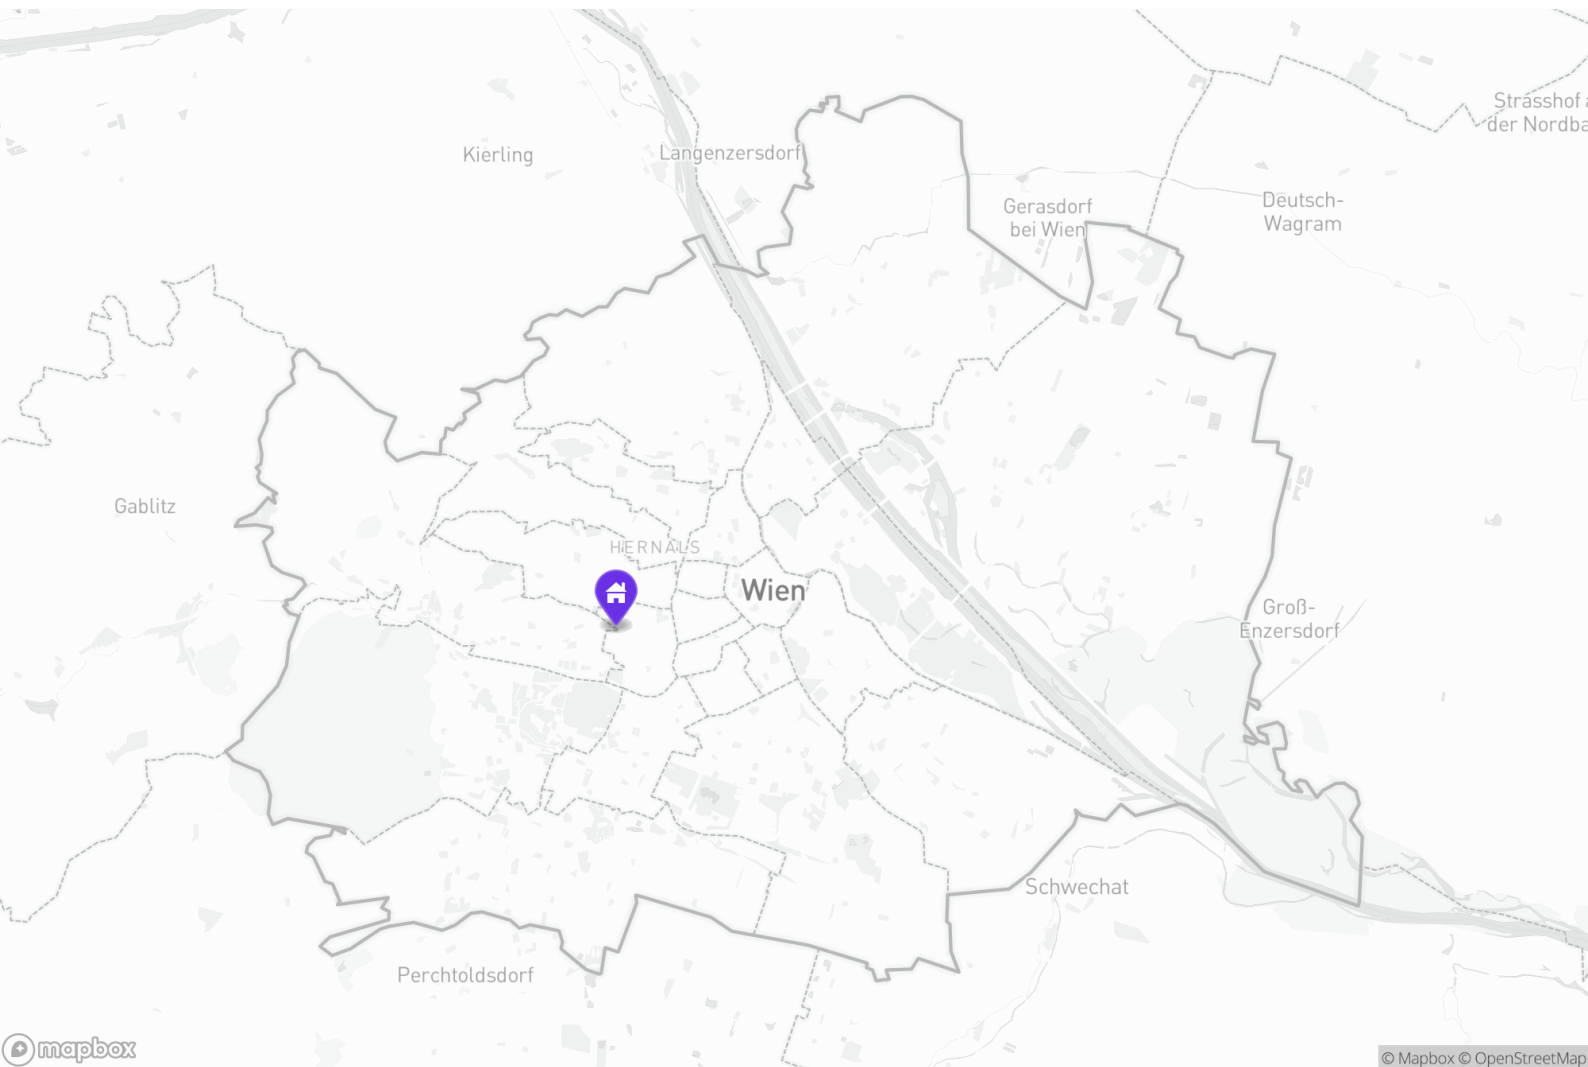 Strasshof a
der Nordba
Kierling
Langenzersdorf
Gerasdorf
bei Wien
Deutsch-
Wagram
Gablitz
HERNALS
Wien
Groß-
Enzersdorf
Schwechat
Perchtoldsdorf
mapbox
© Mapbox © OpenStreetMap